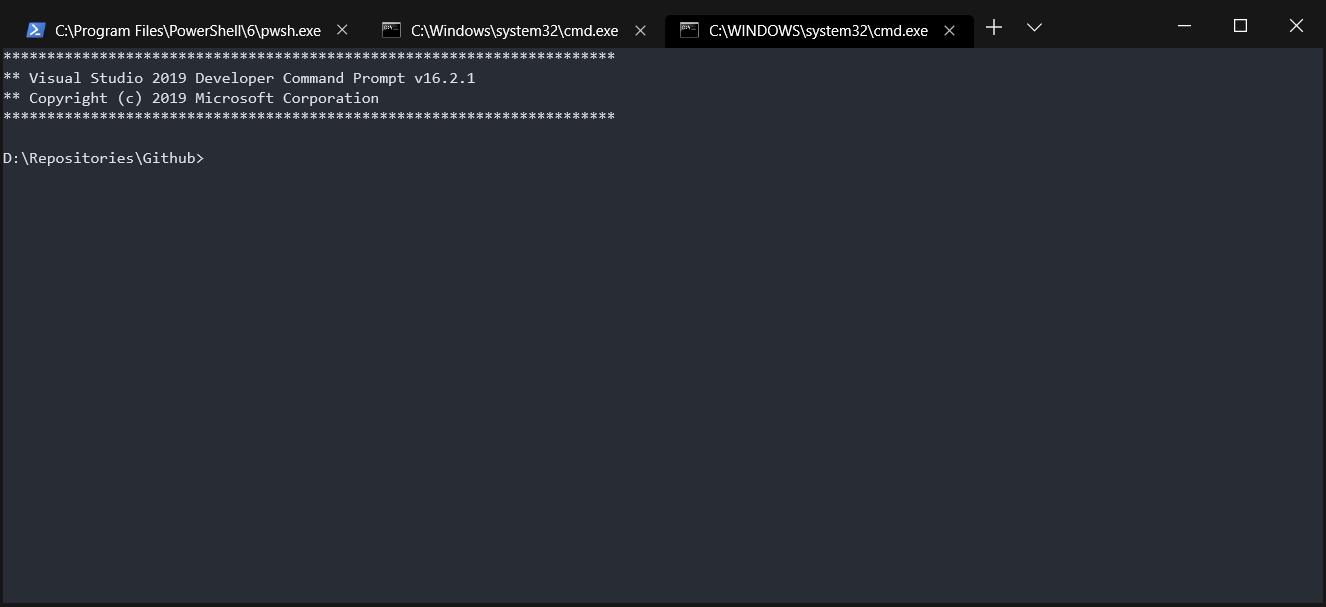 C:\Program Files\PowerShell\6\pwsh.exe
C:\Windows\system32\cmd.exe
C:\WINDOWS\system32\cmd.exe
**********************************************************************
** Visual Studio 2019 Developer Command Prompt v16.2.1
** Copyright (c) 2019 Microsoft Corporation
**********************************************************************
D:\Repositories\Github>